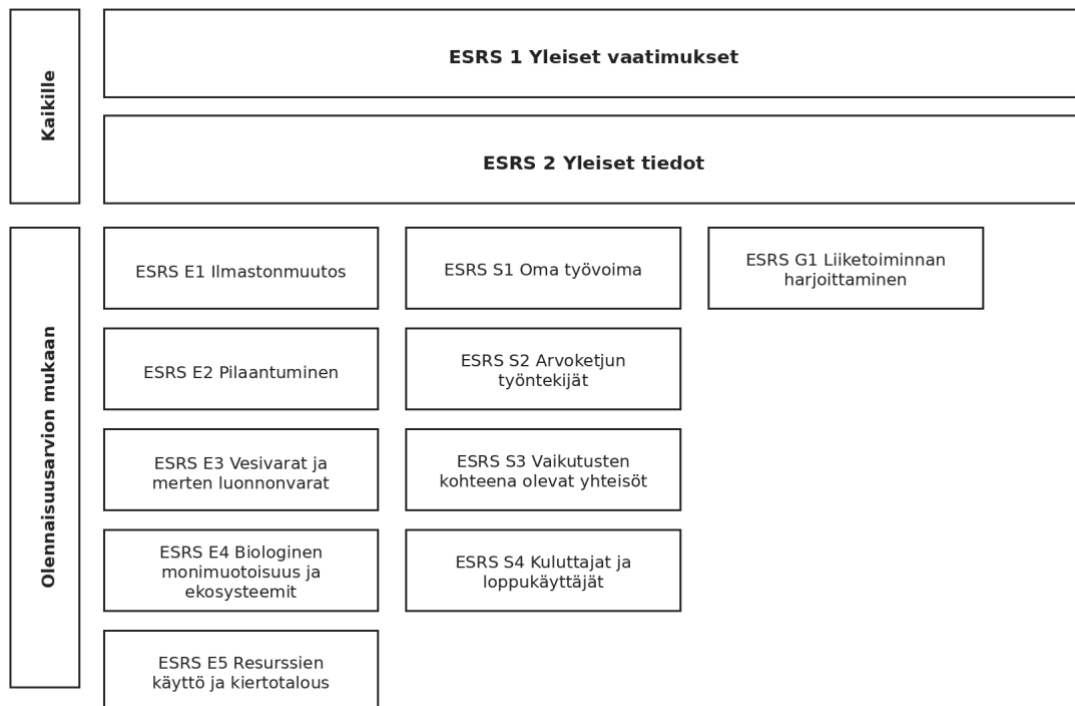 Kaikille
ESRS 1 Yleiset vaatimukset
ESRS 2 Yleiset tiedot
Olennaisuusarvion mukaan
ESRS E1 Ilmastonmuutos
ESRS E2 Pilaantuminen
ESRS E3 Vesivarat ja
merten luonnonvarat
ESRS E4 Biologinen
monimuotoisuus ja
ekosysteemit
ESRS E5 Resurssien
käyttö ja kiertotalous
ESRS S1 Oma työvoima
ESRS S2 Arvoketjun
työntekijät
ESRS S3 Vaikutusten
kohteena olevat yhteisöt
ESRS S4 Kuluttajat ja
loppukäyttäjät
ESRS G1 Liiketoiminnan
harjoittaminen